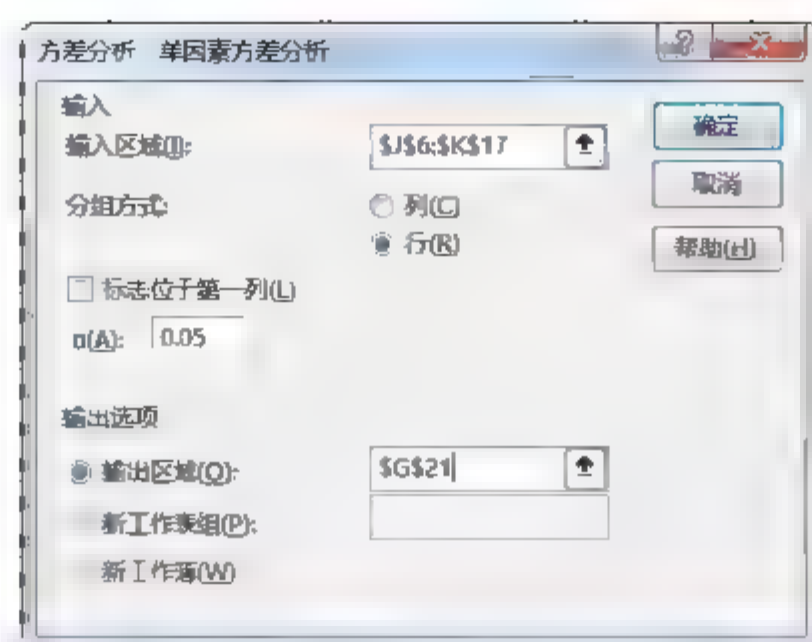 方差分析 单因素方差分析
输入
输入区域(I): $J$6:$K$17
确定
取消
分组方式: 列(C)
行(R)
帮助(H)
标志位于第一列(L)
α(A): 0.05
输出选项
输出区域(O): $G$21
新工作表组(P):
新工作薄(W)